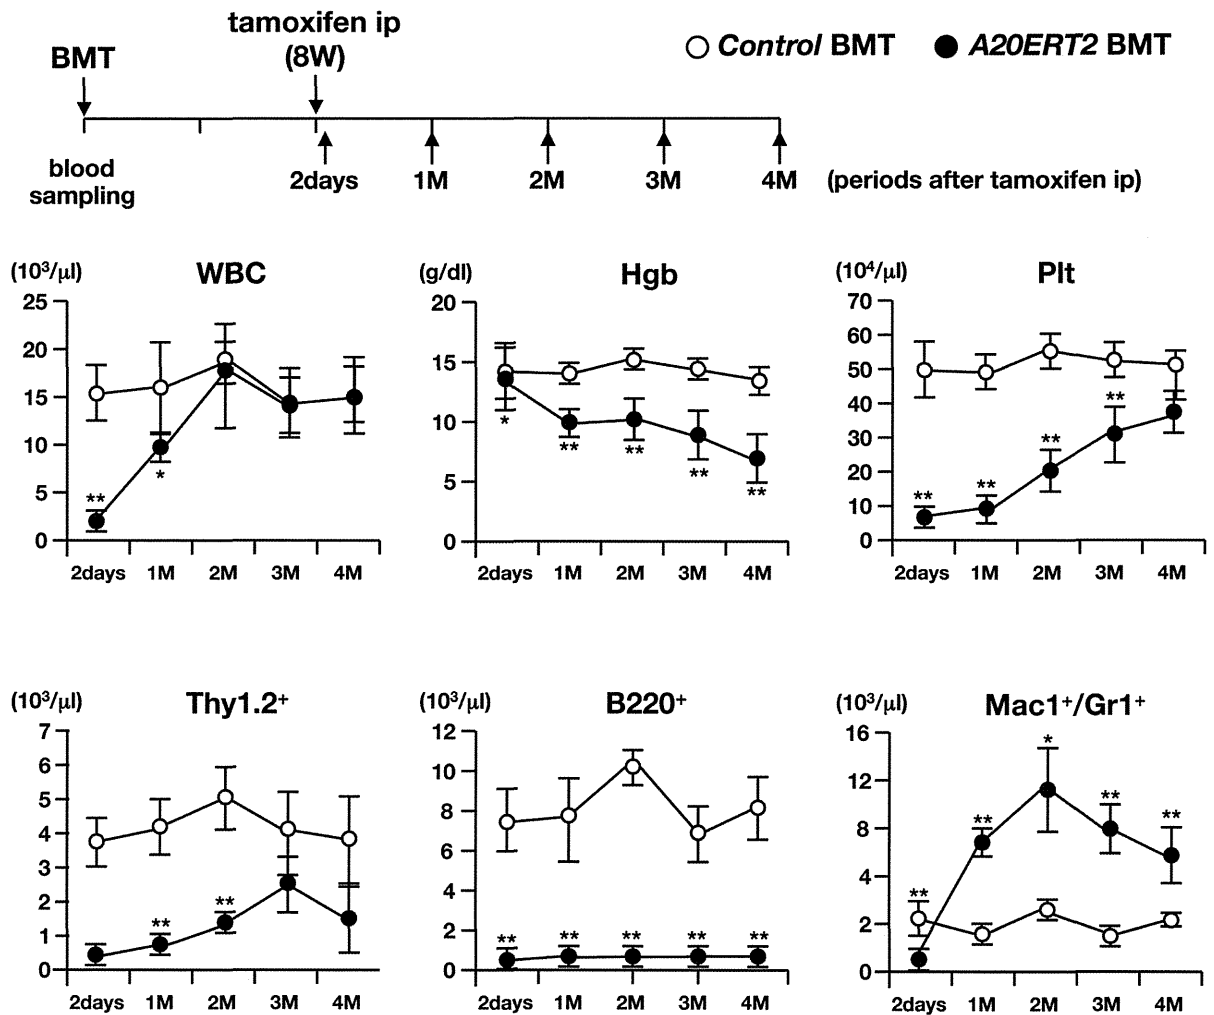 tamoxifen ip
(8W)
BMT
Control BMT
A20ERT2 BMT
blood
sampling
2days 1M 2M 3M 4M (periods after tamoxifen ip)
(10³/μl) WBC
25
20
15
10
5
0
**
*
2days 1M 2M 3M 4M
(g/dl) Hgb
20
15
10
5
0
*
**
**
**
**
2days 1M 2M 3M 4M
(10⁴/μl) Plt
70
60
50
40
30
20
10
0
**
**
**
**
2days 1M 2M 3M 4M
(10³/μl) Thy1.2⁺
7
6
5
4
3
2
1
0
**
**
2days 1M 2M 3M 4M
(10³/μl) B220⁺
12
10
8
6
4
2
0
** ** ** ** **
2days 1M 2M 3M 4M
(10³/μl) Mac1⁺/Gr1⁺
16
12
8
2
0
**
**
*
**
**
2days 1M 2M 3M 4M